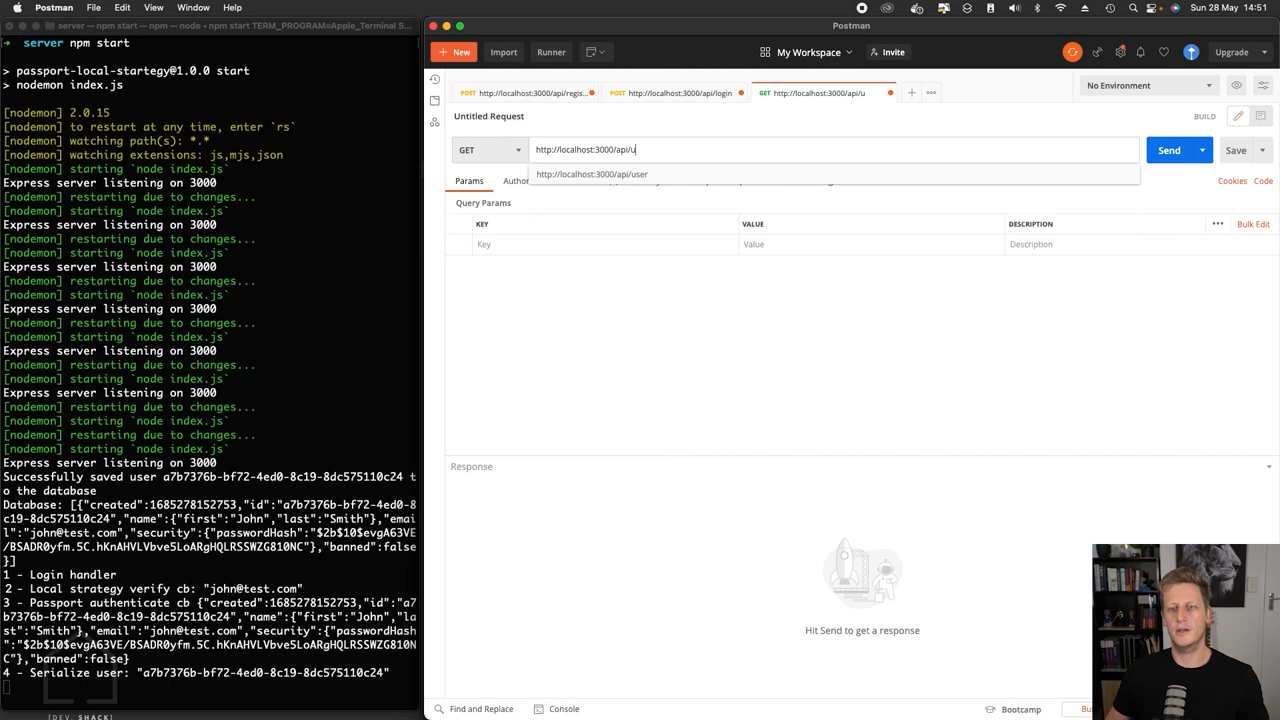 Postman File Edit View Window Help
Sun 28 May 14:51
server — npm start — npm — node ◂ npm start TERM_PROGRAM=Apple_Terminal S...
➜ server npm start
> passport-local-startegy@1.0.0 start
> nodemon index.js
[nodemon] 2.0.15
[nodemon] to restart at any time, enter `rs`
[nodemon] watching path(s): *.*
[nodemon] watching extensions: js,mjs,json
[nodemon] starting `node index.js`
Express server listening on 3000
[nodemon] restarting due to changes...
[nodemon] starting `node index.js`
Express server listening on 3000
[nodemon] restarting due to changes...
[nodemon] starting `node index.js`
Express server listening on 3000
[nodemon] restarting due to changes...
[nodemon] starting `node index.js`
Express server listening on 3000
[nodemon] restarting due to changes...
[nodemon] starting `node index.js`
Express server listening on 3000
[nodemon] restarting due to changes...
[nodemon] starting `node index.js`
Express server listening on 3000
[nodemon] restarting due to changes...
[nodemon] starting `node index.js`
[nodemon] restarting due to changes...
[nodemon] starting `node index.js`
Express server listening on 3000
Sucessfully saved user a7b7376b-bf72-4ed0-8c19-8dc575110c24 t
o the database
Database: [{"created":1685278152753,"id":"a7b7376b-bf72-4ed0-8
c19-8dc575110c24","name":{"first":"John","last":"Smith"},"emai
l":"john@test.com","security":{"passwordHash":"$2b$10$evgA63VE
/BSADR0yfm.5C.hKnAHVLVbve5LoARgHQLRSSWZG810NC"},"banned":false
}]
1 - Login handler
2 - Local strategy verify cb: "john@test.com"
3 - Passport authenticate cb {"created":1685278152753,"id":"a7
b7376b-bf72-4ed0-8c19-8dc575110c24","name":{"first":"John","la
st":"Smith"},"email":"john@test.com","security":{"passwordHash
":"$2b$10$evgA63VE/BSADR0yfm.5C.hKnAHVLVbve5LoARgHQLRSSWZG810N
C"},"banned":false}
4 - Serialize user: "a7b7376b-bf72-4ed0-8c19-8dc575110c24"
[DEV. SHACK]
Postman
+ New Import Runner My Workspace Invite Upgrade
POST http://localhost:3000/api/regis... POST http://localhost:3000/api/login GET http://localhost:3000/api/u + ••• No Environment
Untitled Request BUILD
GET http://localhost:3000/api/u Send Save
http://localhost:3000/api/user
Params Author Cookies Code
Query Params
KEY VALUE DESCRIPTION ••• Bulk Edit
Key Value Description
Response
Hit Send to get a response
Find and Replace Console Bootcamp Bu